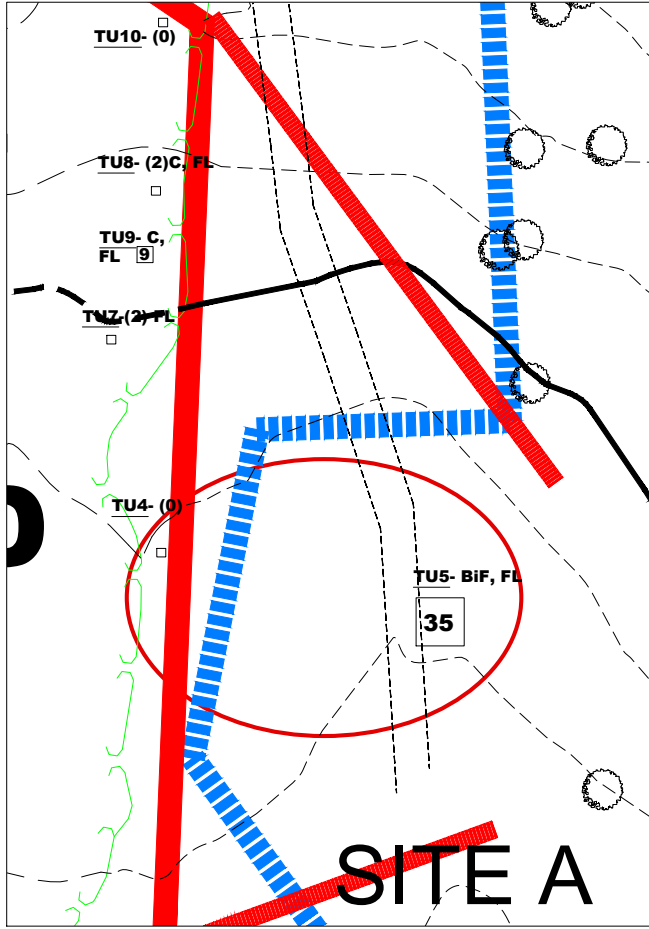 TU10- (0)
TU8- (2)C, FL
TU9- C,
FL 9
TU7-(2) FL
TU4- (0)
TU5- BiF, FL
35
SITE A